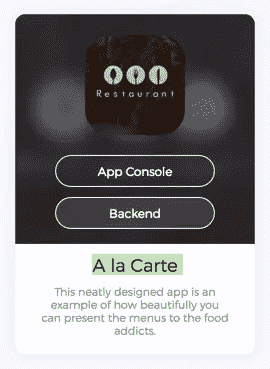 Restaurant
App Console
Backend
A la Carte
This neatly designed app is an
example of how beautifully you
can present the menus to the food
addicts.